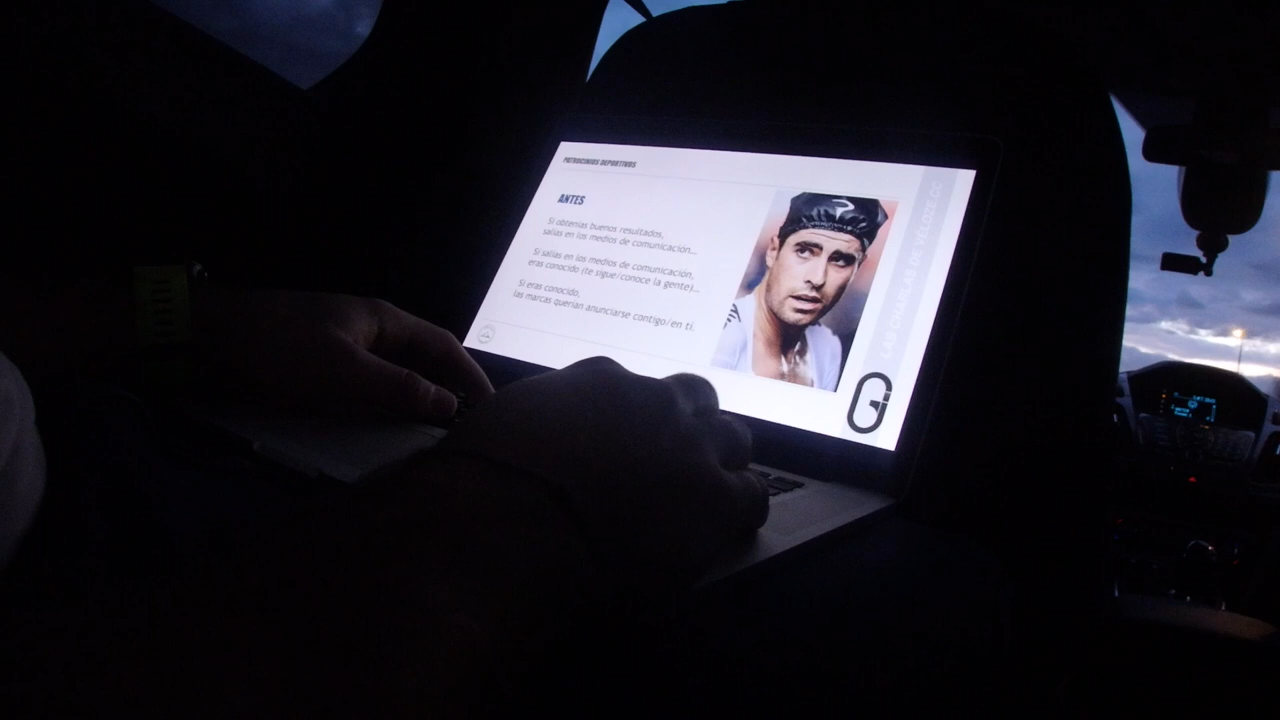 PATROCINIOS DEPORTIVOS
ANTES
Si obtenías buenos resultados,
salías en los medios de comunicación...
Si salías en los medios de comunicación,
eras conocido (te sigue/conoce la gente)...
Si eras conocido,
las marcas querían anunciarse contigo/en ti.
LAS CHARLAS DE VELOZE.CC